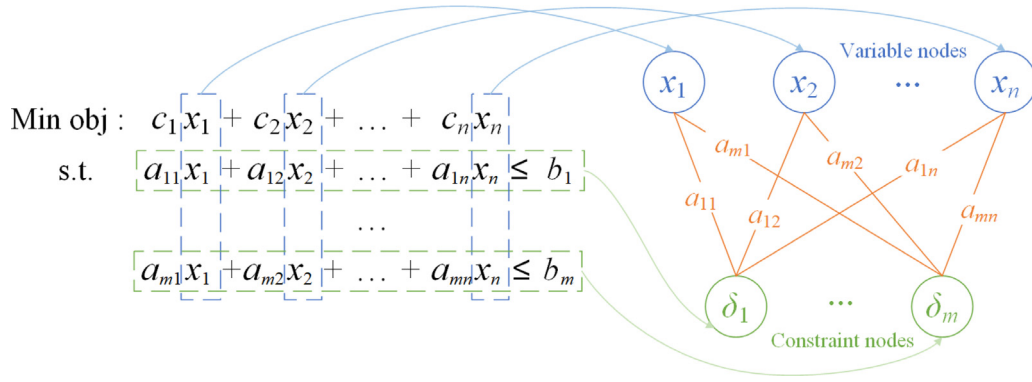 Min obj : c₁x₁ + c₂x₂ + … + cₙxₙ
s.t. a₁₁x₁ + a₁₂x₂ + … + a₁ₙxₙ ≤ b₁
…
aₘ₁x₁ +aₘ₂x₂ + … + aₘₙxₙ ≤ bₘ
Variable nodes
x₁ x₂ ... xₙ
aₘ₁ aₘ₂ a₁ₙ
a₁₁ a₁₂ aₘₙ
δ₁ ... δₘ
Constraint nodes